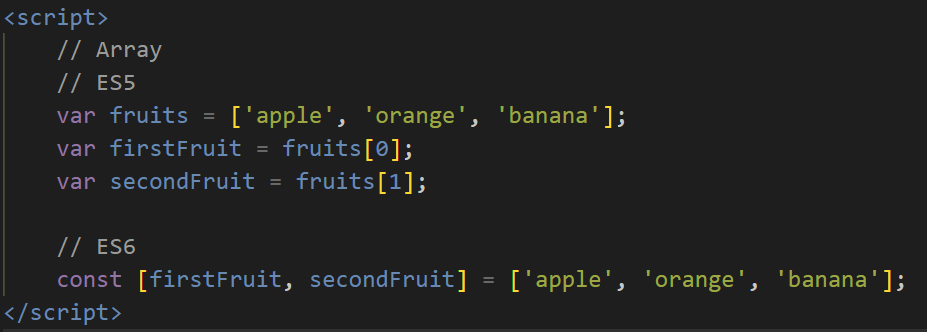 <script>
// Array
// ES5
var fruits = ['apple', 'orange', 'banana'];
var firstFruit = fruits[0];
var secondFruit = fruits[1];
// ES6
const [firstFruit, secondFruit] = ['apple', 'orange', 'banana'];
</script>